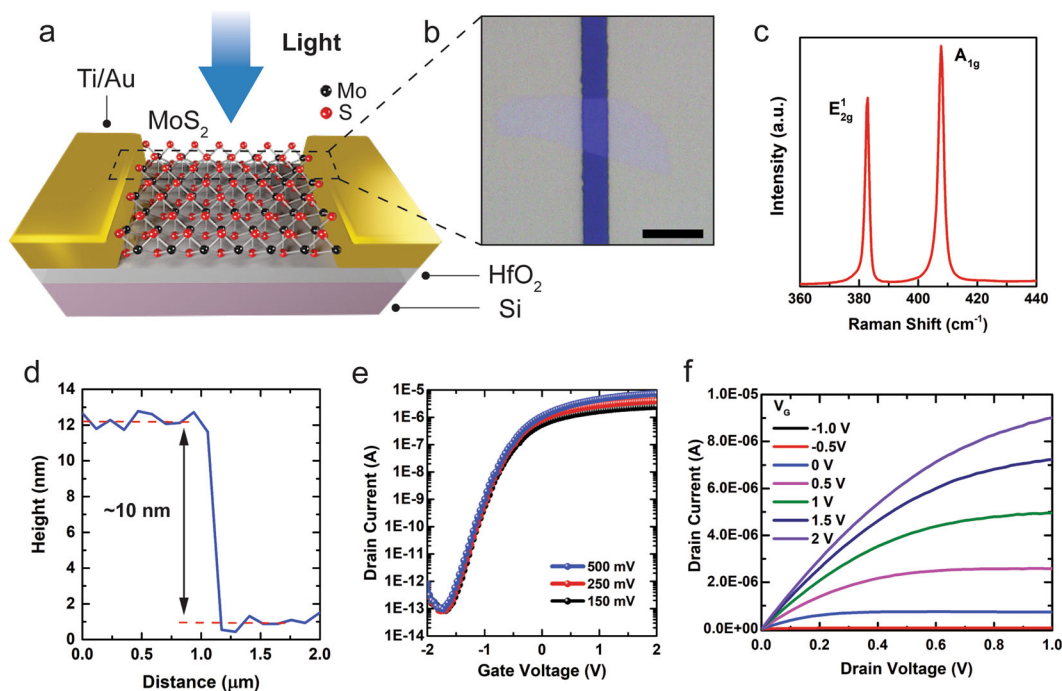 a
Light
Ti/Au
MoS2
Mo
S
HfO2
Si
b
c
E¹2g
A1g
Intensity (a.u.)
360 380 400 420 440
Raman Shift (cm⁻¹)
d
14
12
10
8
6
4
2
0
Height (nm)
~10 nm
0.0 0.5 1.0 1.5 2.0
Distance (μm)
e
1E-5
1E-6
1E-7
1E-8
1E-9
1E-10
1E-11
1E-12
1E-13
1E-14
Drain Current (A)
500 mV
250 mV
150 mV
-2 -1 0 1 2
Gate Voltage (V)
f
1.0E-05
8.0E-06
6.0E-06
4.0E-06
2.0E-06
0.0E+00
Drain Current (A)
VG
-1.0 V
-0.5V
0 V
0.5 V
1 V
1.5 V
2 V
0.0 0.2 0.4 0.6 0.8 1.0
Drain Voltage (V)